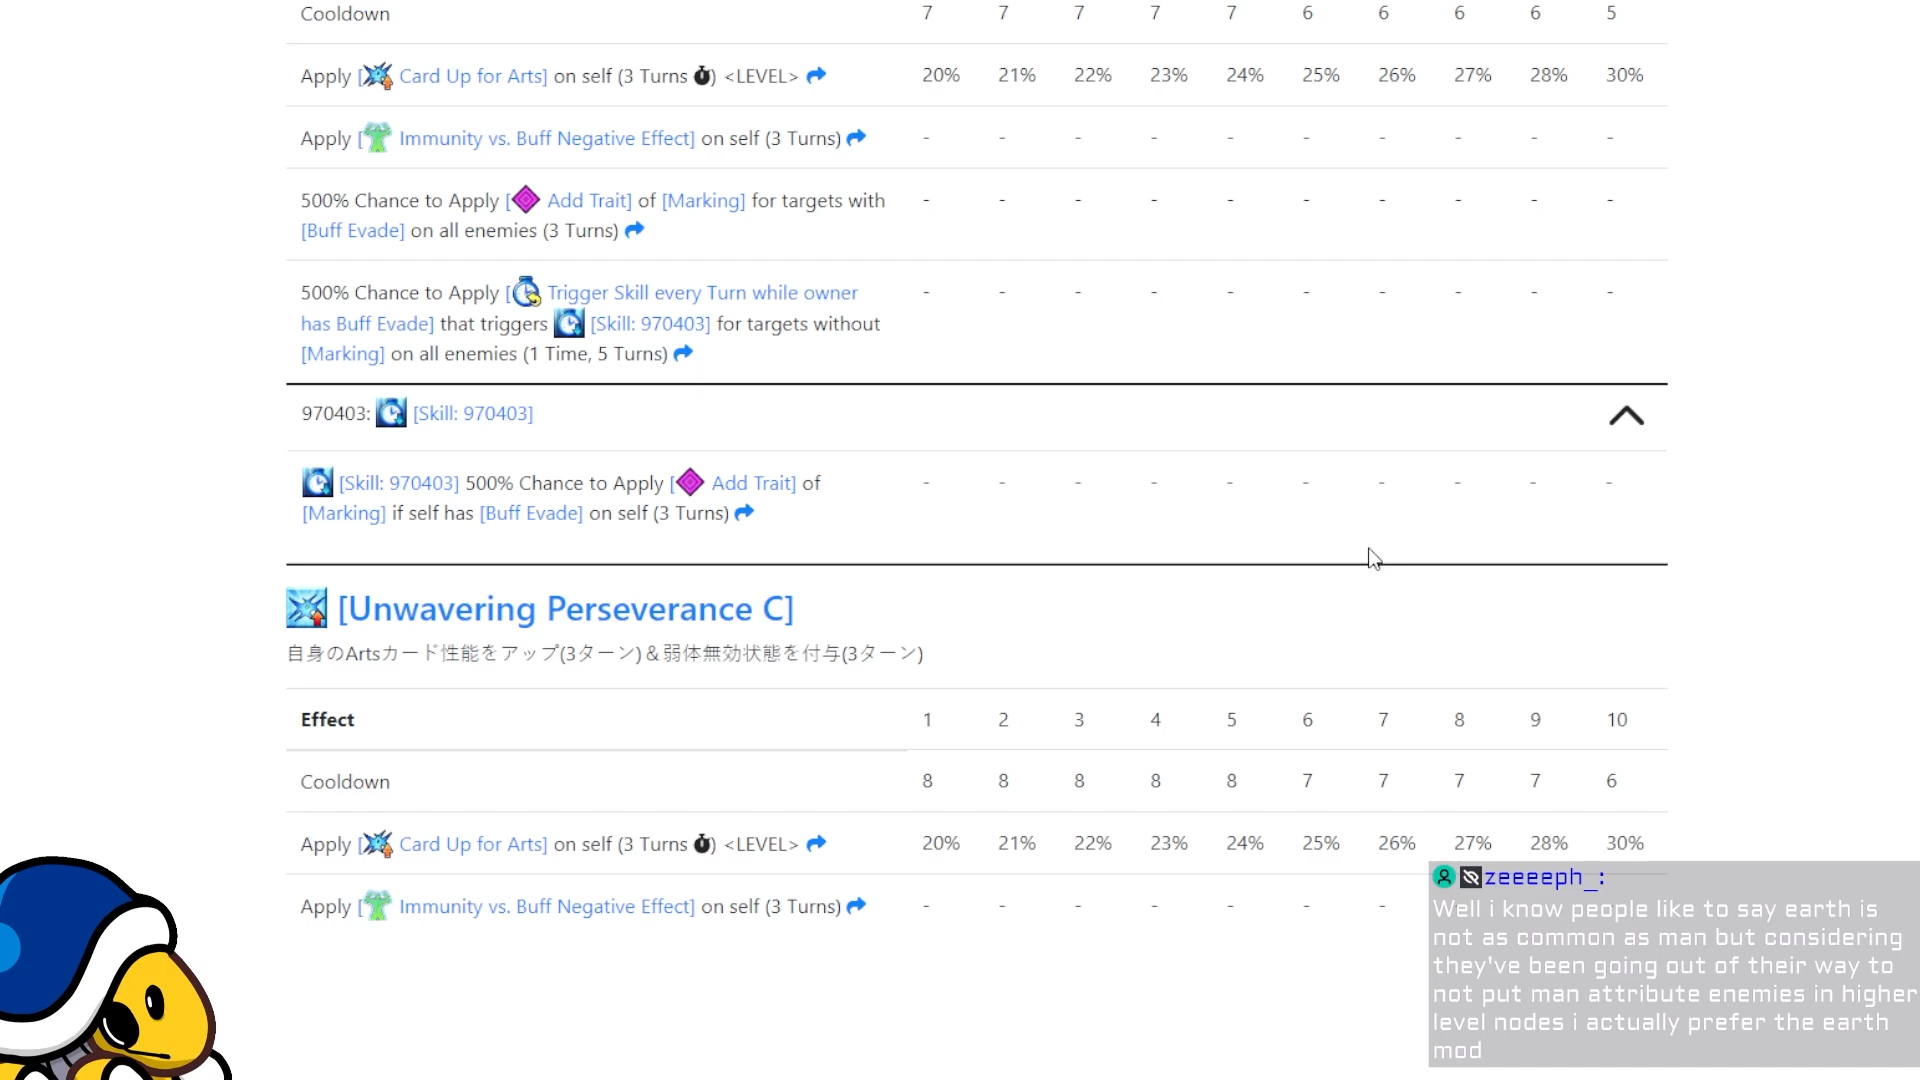 Cooldown 7 7 7 7 7 6 6 6 6 5
Apply [Card Up for Arts] on self (3 Turns) <LEVEL> 20% 21% 22% 23% 24% 25% 26% 27% 28% 30%
Apply [Immunity vs. Buff Negative Effect] on self (3 Turns) - - - - - - - - - -
500% Chance to Apply [Add Trait] of [Marking] for targets with - - - - - - - - - -
[Buff Evade] on all enemies (3 Turns)
500% Chance to Apply [Trigger Skill every Turn while owner - - - - - - - - - -
has Buff Evade] that triggers [Skill: 970403] for targets without
[Marking] on all enemies (1 Time, 5 Turns)
970403: [Skill: 970403]
[Skill: 970403] 500% Chance to Apply [Add Trait] of - - - - - - - - - -
[Marking] if self has [Buff Evade] on self (3 Turns)
[Unwavering Perseverance C]
自身のArtsカード性能をアップ(3ターン)＆弱体無効状態を付与(3ターン)
Effect 1 2 3 4 5 6 7 8 9 10
Cooldown 8 8 8 8 8 7 7 7 7 6
Apply [Card Up for Arts] on self (3 Turns) <LEVEL> 20% 21% 22% 23% 24% 25% 26% 27% 28% 30%
Apply [Immunity vs. Buff Negative Effect] on self (3 Turns) - - - - - - -
zeeeeph_:
Well i know people like to say earth is
not as common as man but considering
they've been going out of their way to
not put man attribute enemies in higher
level nodes i actually prefer the earth
mod